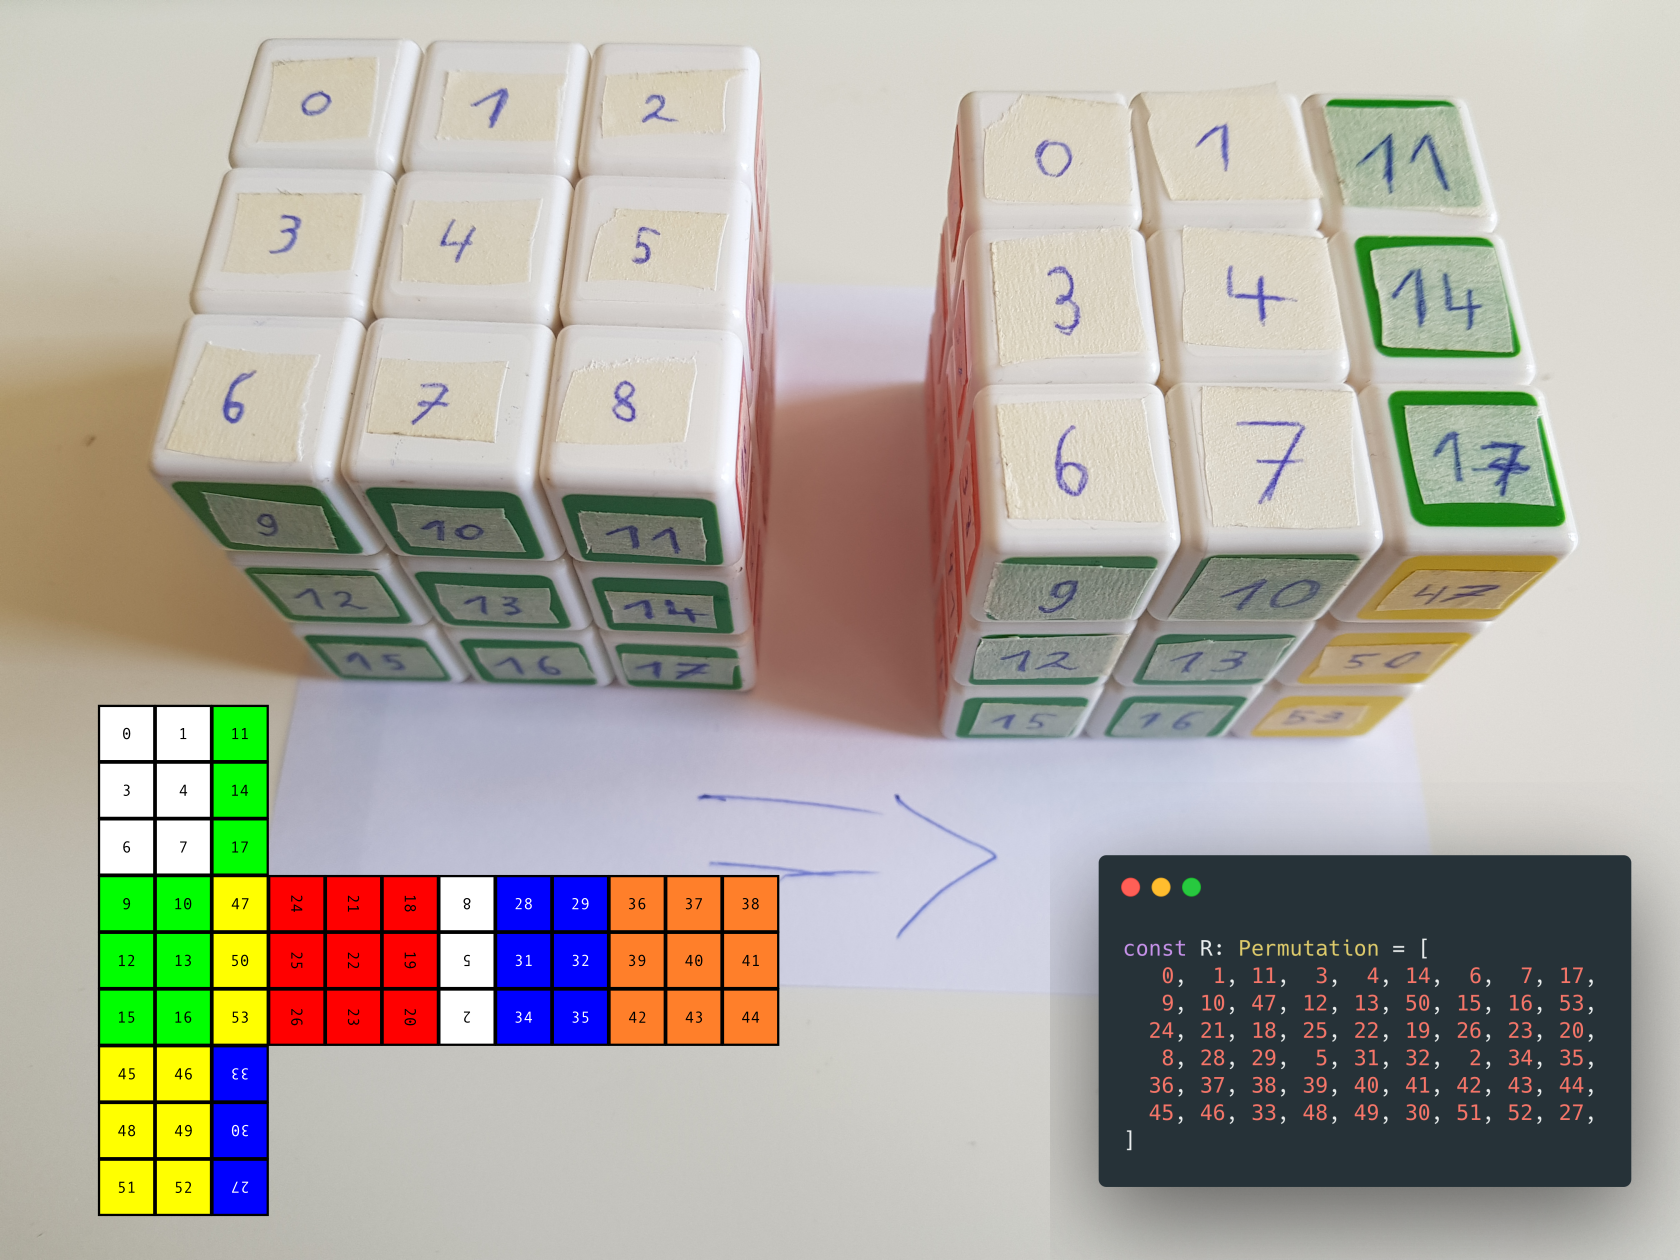 0 1 2
3 4 5
6 7 8
9 10 11
12 13 14
15 16 17
0 1 11
3 4 14
6 7 17
9 10 47
12 13 50
15 16 53
0 1 11
3 4 14
6 7 17
9 10 47 24 21 18 8 28 29 36 37 38
12 13 50 25 22 19 5 31 32 39 40 41
15 16 53 26 23 20 2 34 35 42 43 44
45 46 33
48 49 30
51 52 27
const R: Permutation = [
0, 1, 11, 3, 4, 14, 6, 7, 17,
9, 10, 47, 12, 13, 50, 15, 16, 53,
24, 21, 18, 25, 22, 19, 26, 23, 20,
8, 28, 29, 5, 31, 32, 2, 34, 35,
36, 37, 38, 39, 40, 41, 42, 43, 44,
45, 46, 33, 48, 49, 30, 51, 52, 27,
]